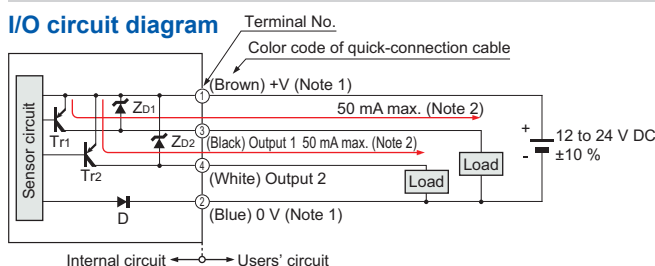 I/O circuit diagram
Terminal No.
Color code of quick-connection cable
Sensor circuit
Tr1
Tr2
ZD1
ZD2
D
1
(Brown) +V (Note 1)
50 mA max. (Note 2)
3
(Black) Output 1 50 mA max. (Note 2)
4
(White) Output 2
Load
Load
+
-
12 to 24 V DC
±10 %
2
(Blue) 0 V (Note 1)
Internal circuit
Users' circuit